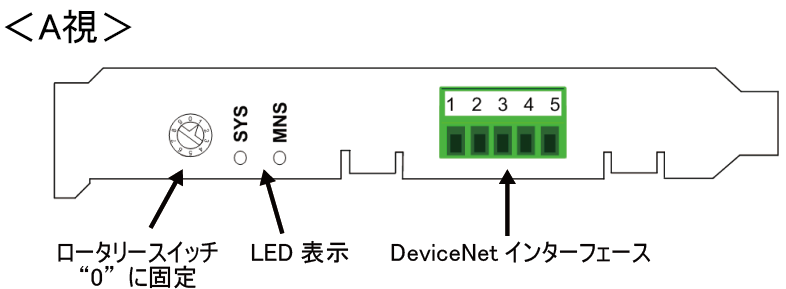 ＜A視＞
1 2 3 4 5
SYS
MNS
ロータリースイッチ
“0” に固定
LED 表示
DeviceNet インターフェース